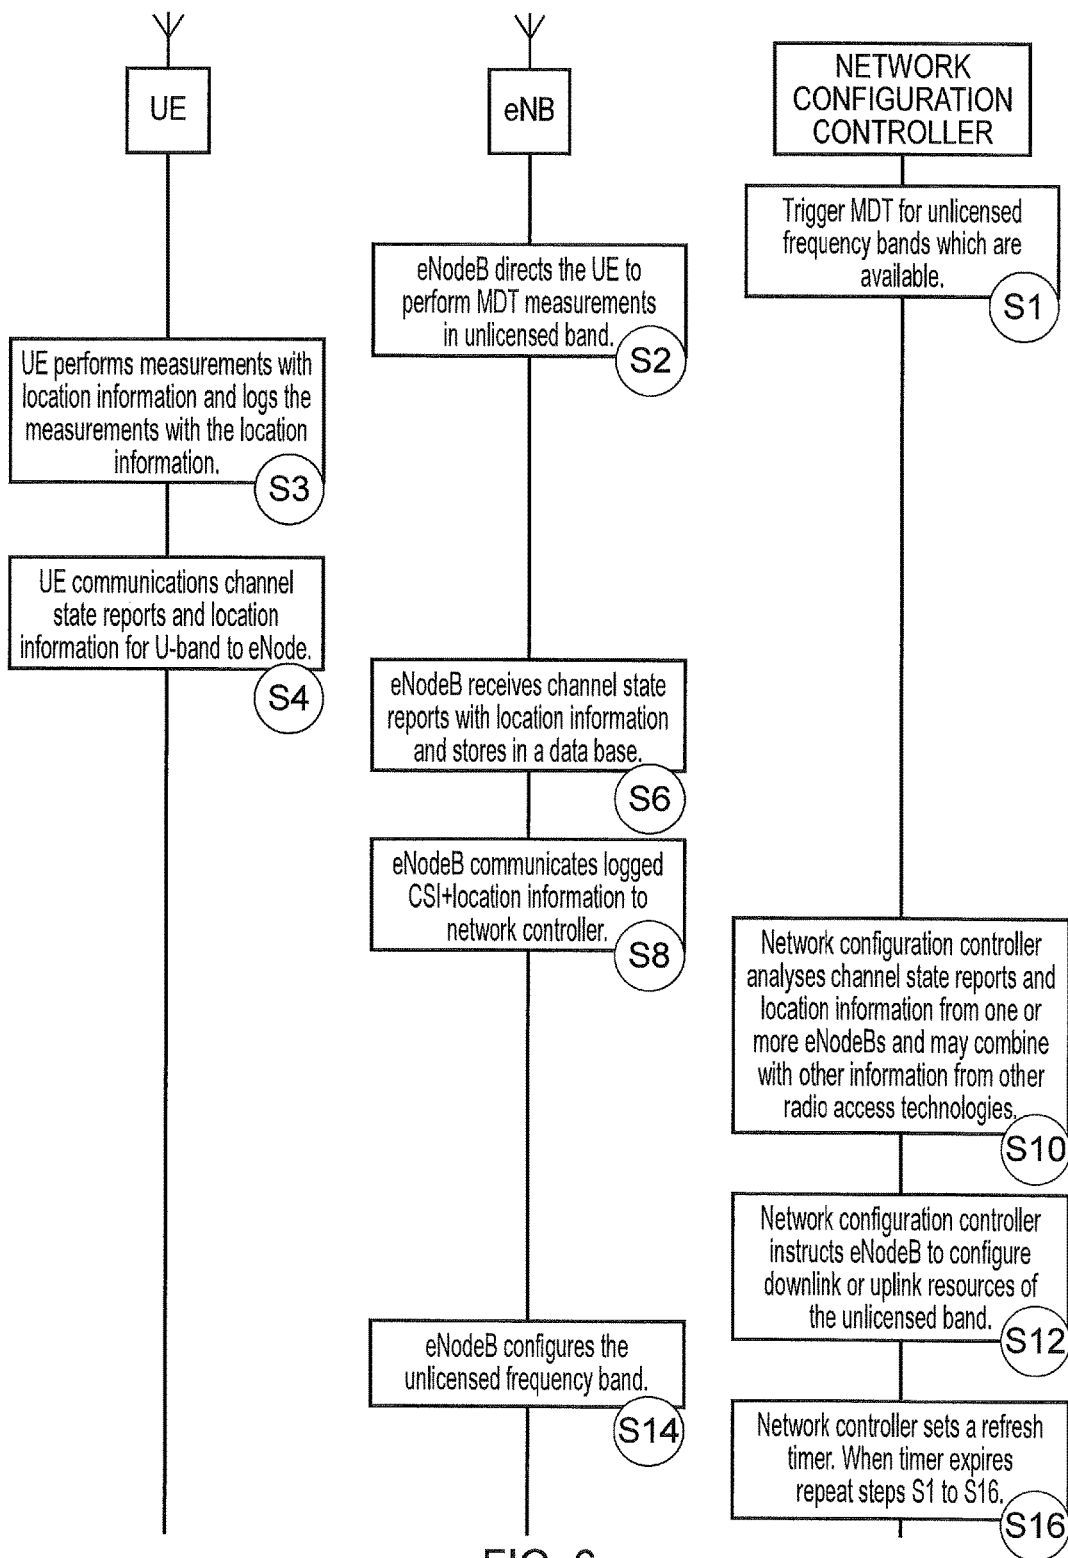 UE
eNB
NETWORK
CONFIGURATION
CONTROLLER
Trigger MDT for unlicensed
frequency bands which are
available.
S1
eNodeB directs the UE to
perform MDT measurements
in unlicensed band.
S2
UE performs measurements with
location information and logs the
measurements with the location
information.
S3
UE communications channel
state reports and location
information for U-band to eNode.
S4
eNodeB receives channel state
reports with location information
and stores in a data base.
S6
eNodeB communicates logged
CSI+location information to
network controller.
S8
Network configuration controller
analyses channel state reports and
location information from one or
more eNodeBs and may combine
with other information from other
radio access technologies.
S10
Network configuration controller
instructs eNodeB to configure
downlink or uplink resources of
the unlicensed band.
S12
eNodeB configures the
unlicensed frequency band.
S14
Network controller sets a refresh
timer. When timer expires
repeat steps S1 to S16.
S16